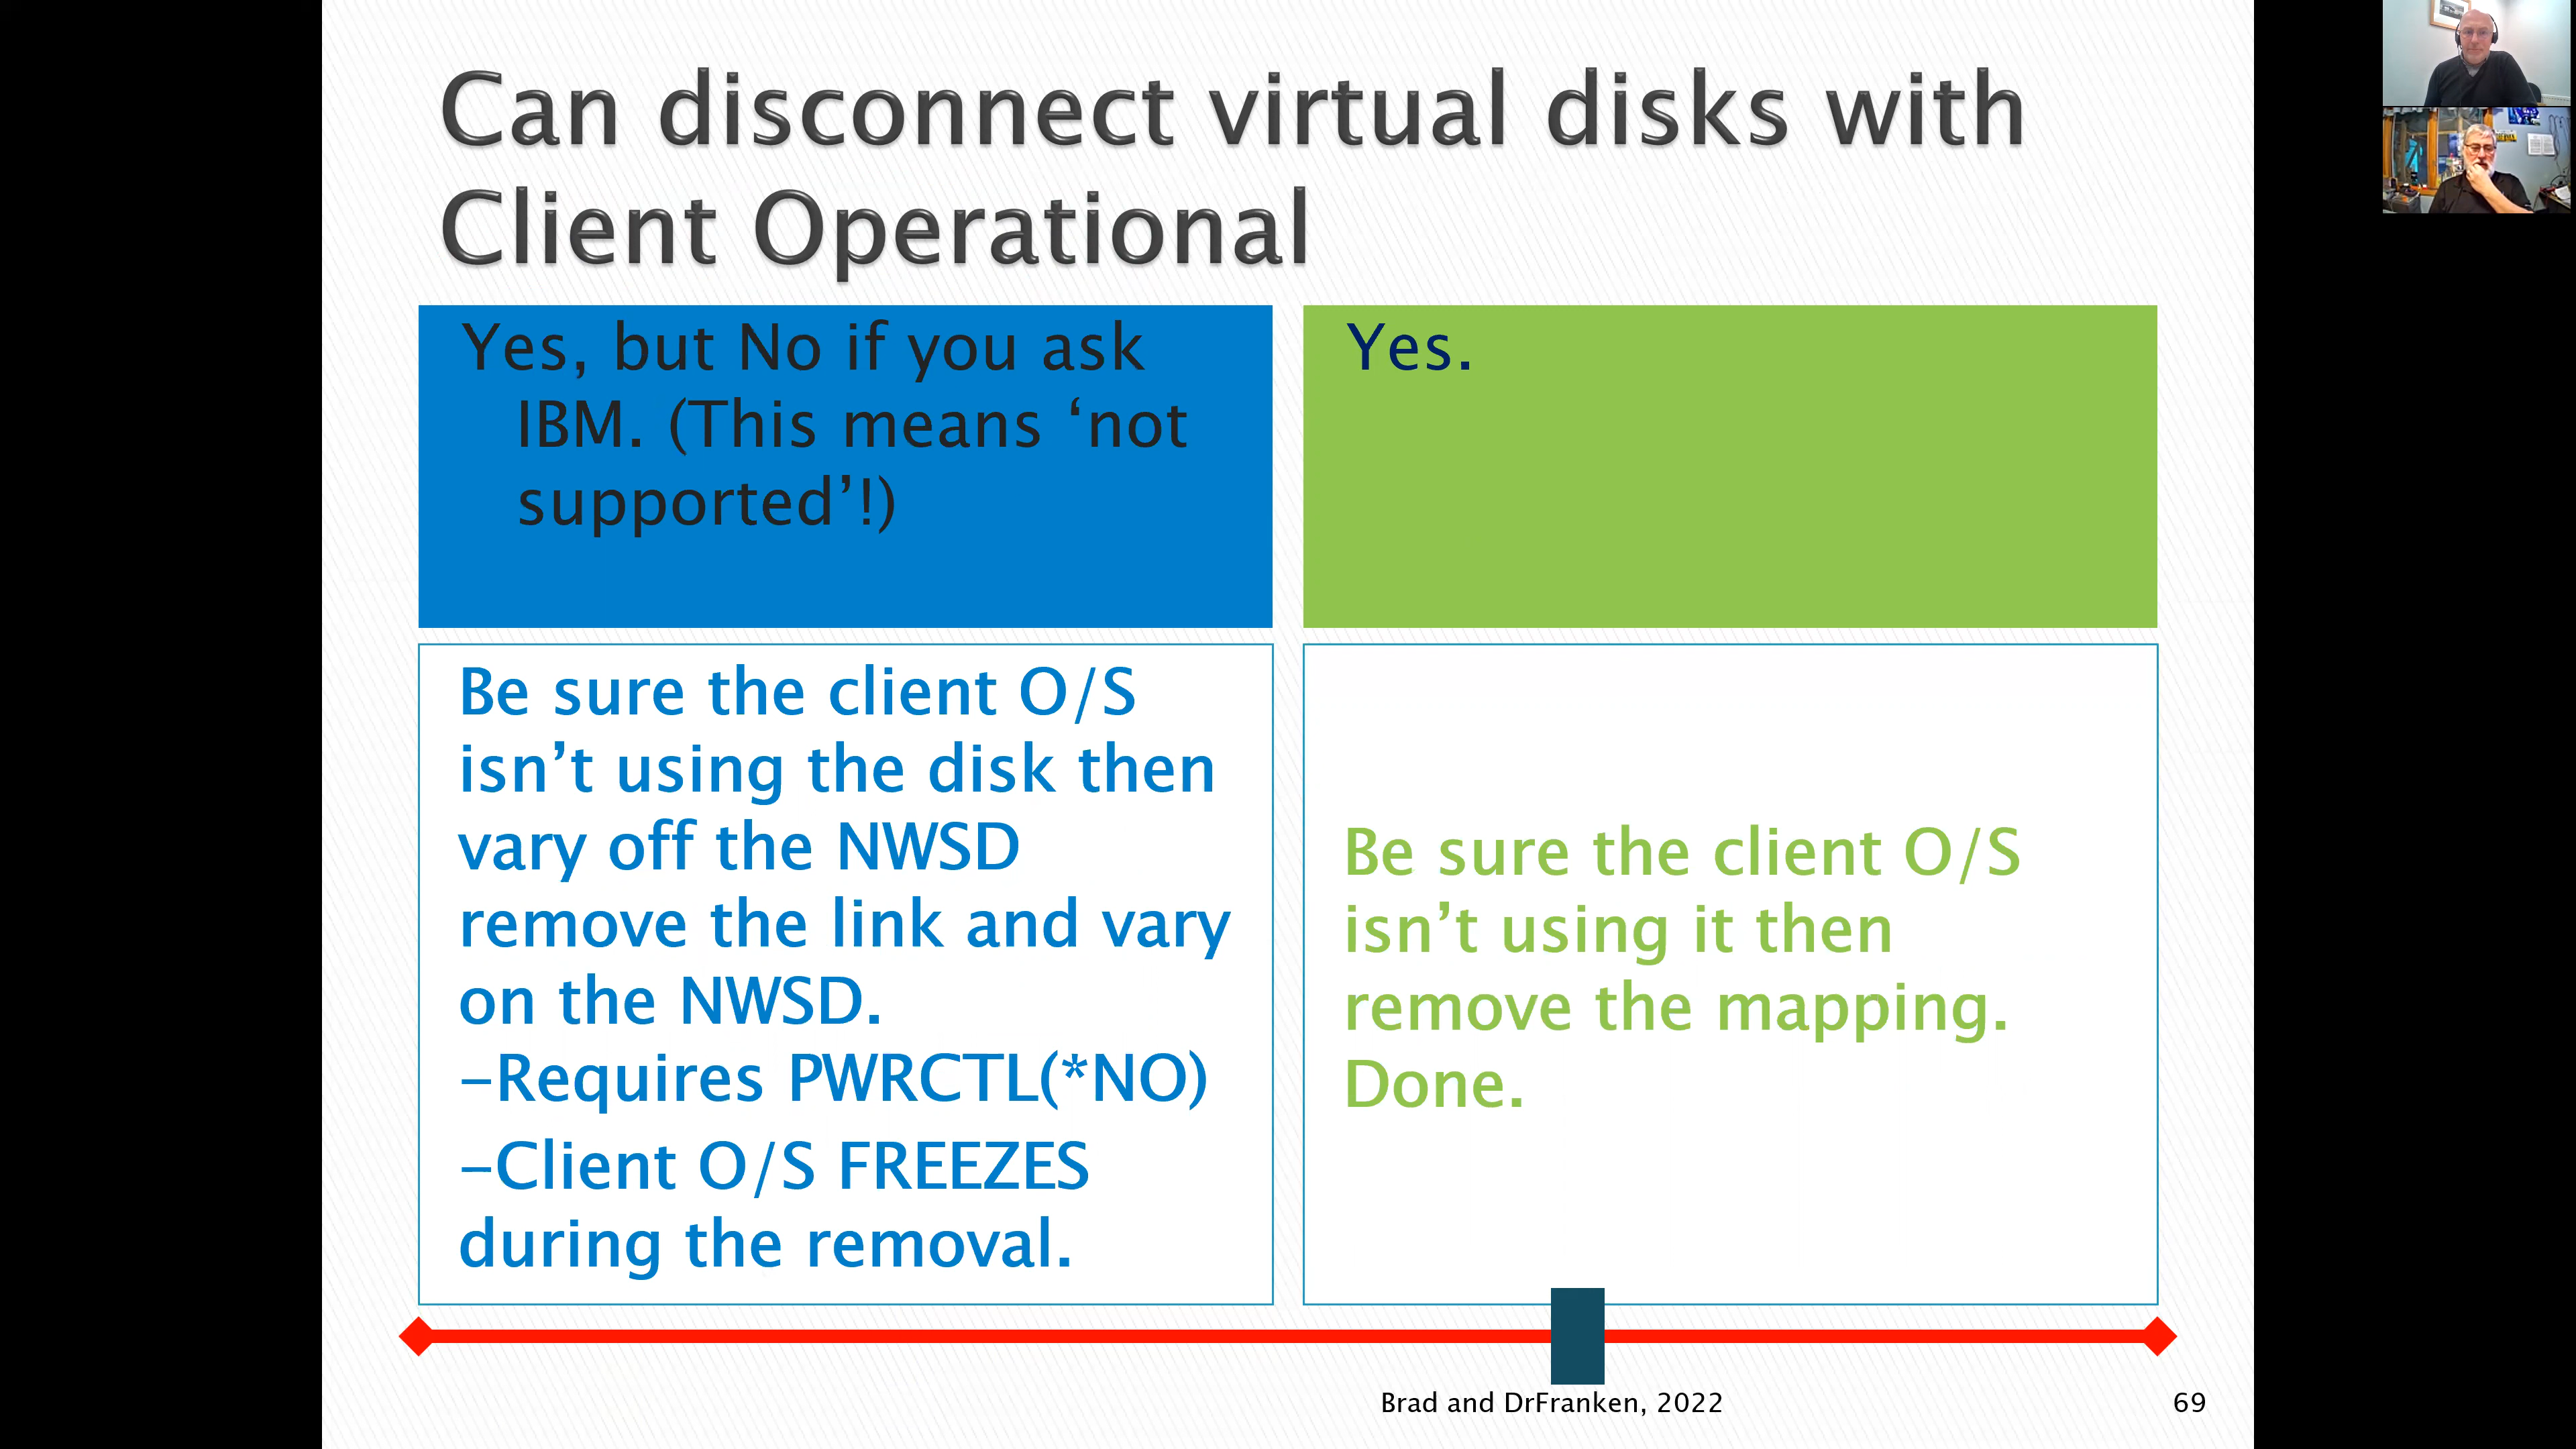 Can disconnect virtual disks with
Client Operational
Yes, but No if you ask
IBM. (This means ‘not
supported’!)
Yes.
Be sure the client O/S
isn’t using the disk then
vary off the NWSD
remove the link and vary
on the NWSD.
–Requires PWRCTL(*NO)
–Client O/S FREEZES
during the removal.
Be sure the client O/S
isn’t using it then
remove the mapping.
Done.
Brad and DrFranken, 2022
69